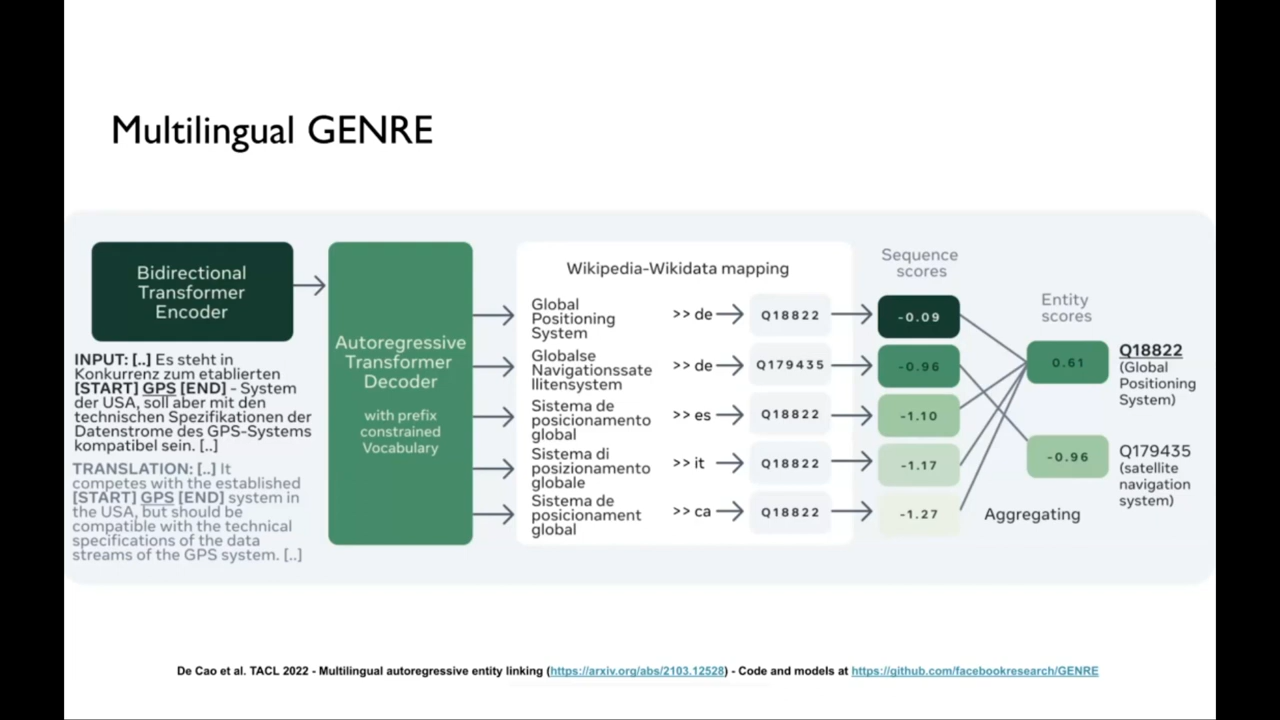 Multilingual GENRE
Bidirectional
Transformer
Encoder
INPUT: [..] Es steht in
Konkurrenz zum etablierten
[START] GPS [END] - System
der USA, soll aber mit den
technischen Spezifikationen der
Datenstrome des GPS-Systems
kompatibel sein. [..]
TRANSLATION: [..] It
competes with the established
[START] GPS [END] system in
the USA, but should be
compatible with the technical
specifications of the data
streams of the GPS system. [..]
Autoregressive
Transformer
Decoder
with prefix
constrained
Vocabulary
Wikipedia-Wikidata mapping
Global
Positioning
System
>> de
Q18822
Globalse
Navigationssate
llitensystem
>> de
Q179435
Sistema de
posicionamento
global
>> es
Q18822
Sistema di
posizionamento
globale
>> it
Q18822
Sistema de
posicionament
global
>> ca
Q18822
Sequence
scores
-0.09
-0.96
-1.10
-1.17
-1.27
Aggregating
Entity
scores
0.61
Q18822
(Global
Positioning
System)
-0.96
Q179435
(satellite
navigation
system)
De Cao et al. TACL 2022 - Multilingual autoregressive entity linking (https://arxiv.org/abs/2103.12528) - Code and models at https://github.com/facebookresearch/GENRE